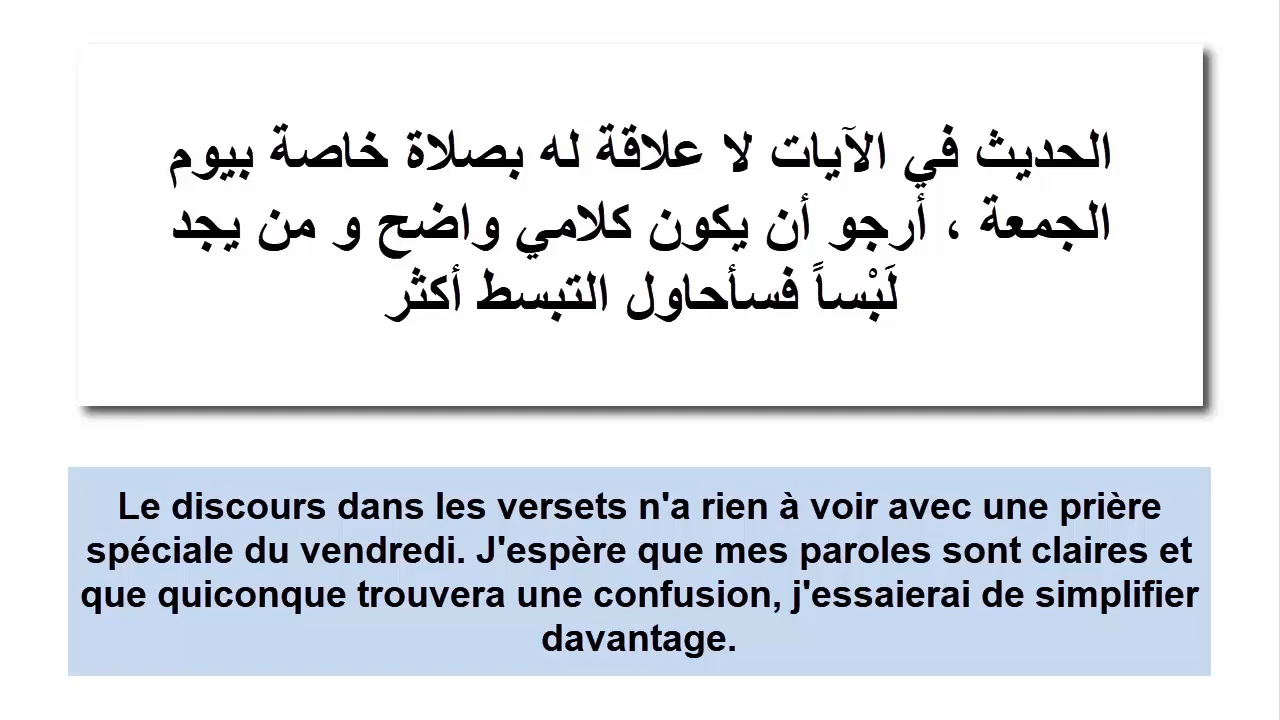 الحديث في الآيات لا علاقة له بصلاة خاصة بيوم
الجمعة ، أرجو أن يكون كلامي واضح و من يجد
لَبْساً فسأحاول التبسط أكثر
Le discours dans les versets n'a rien à voir avec une prière
spéciale du vendredi. J'espère que mes paroles sont claires et
que quiconque trouvera une confusion, j'essaierai de simplifier
davantage.